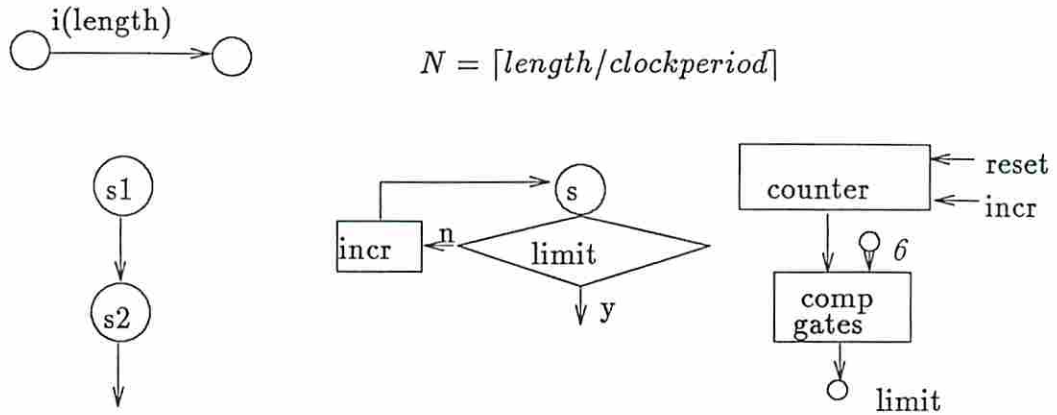 i(length)
N = ⌈length/clockperiod⌉
s1
s2
s
incr
n
limit
y
counter
reset
incr
6
comp
gates
limit